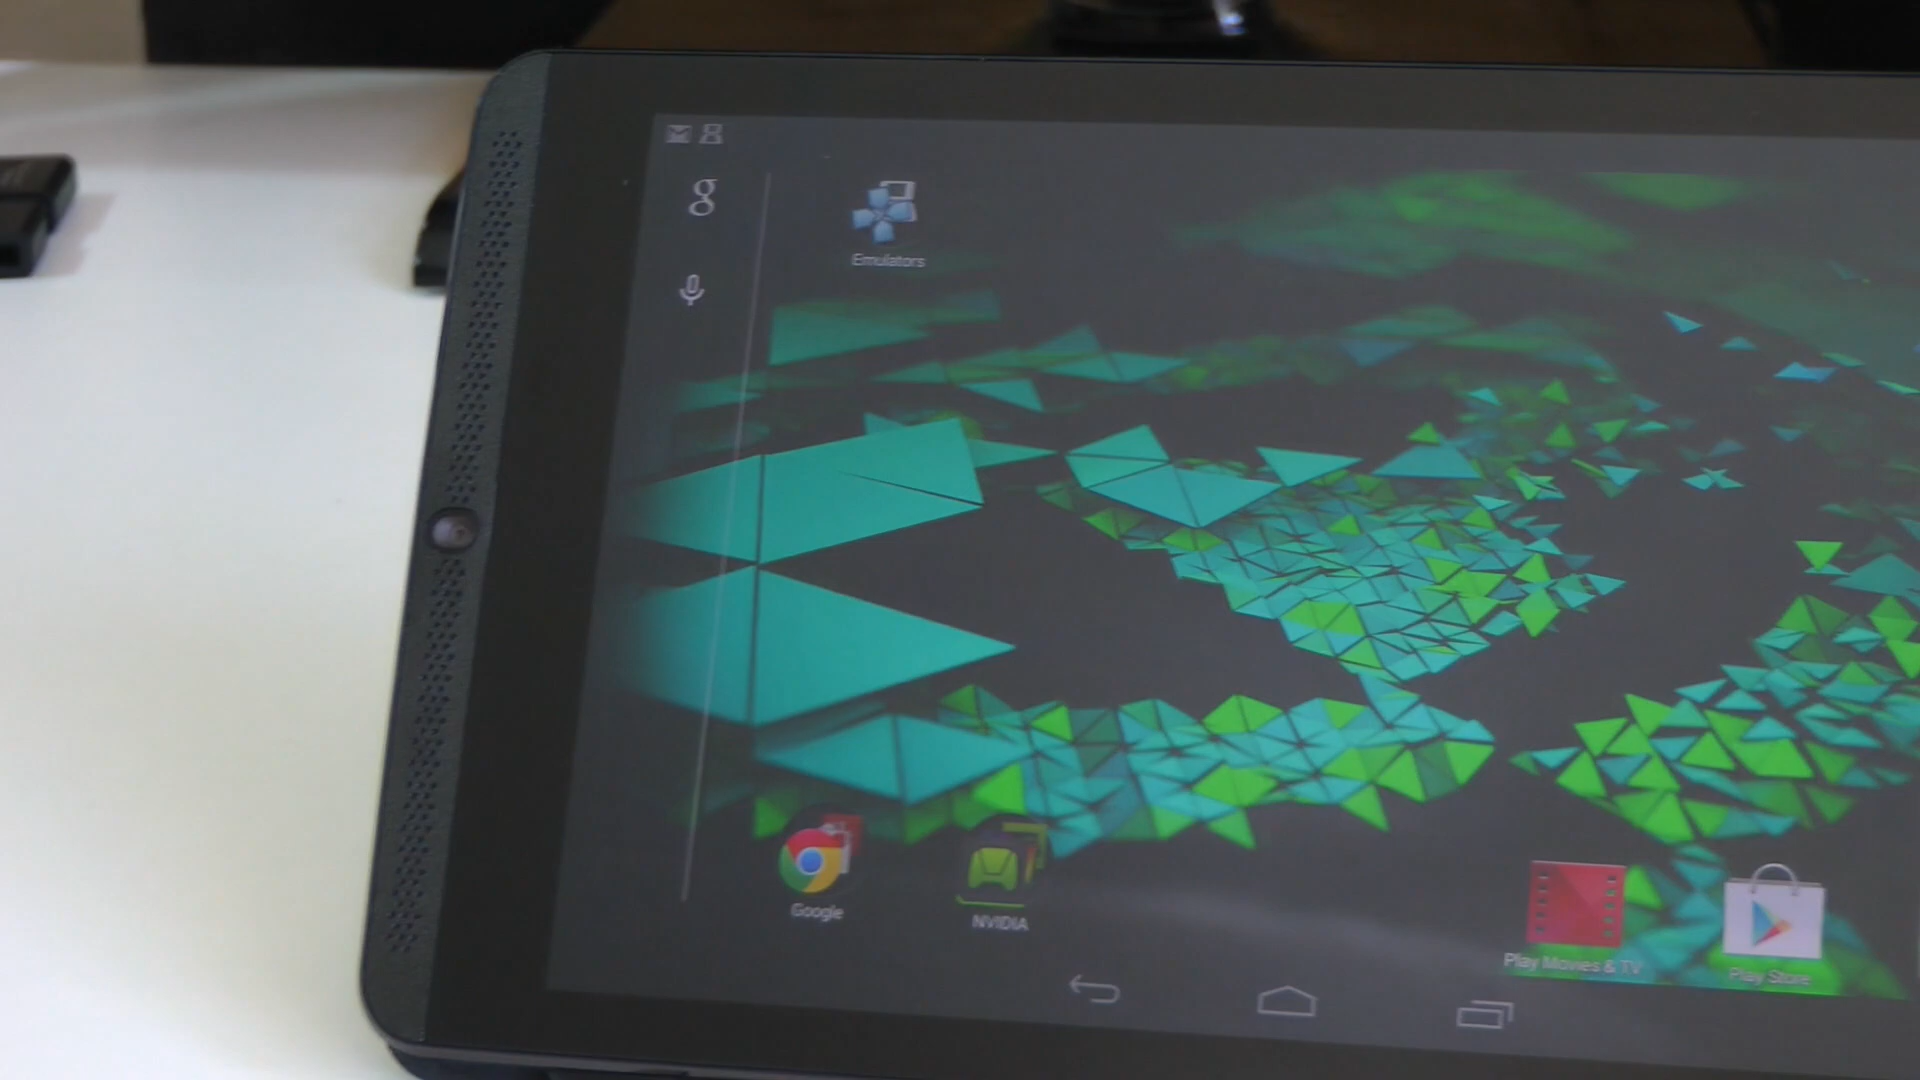 g
Emulators
Google
NVIDIA
Play Movies & TV
Play Store